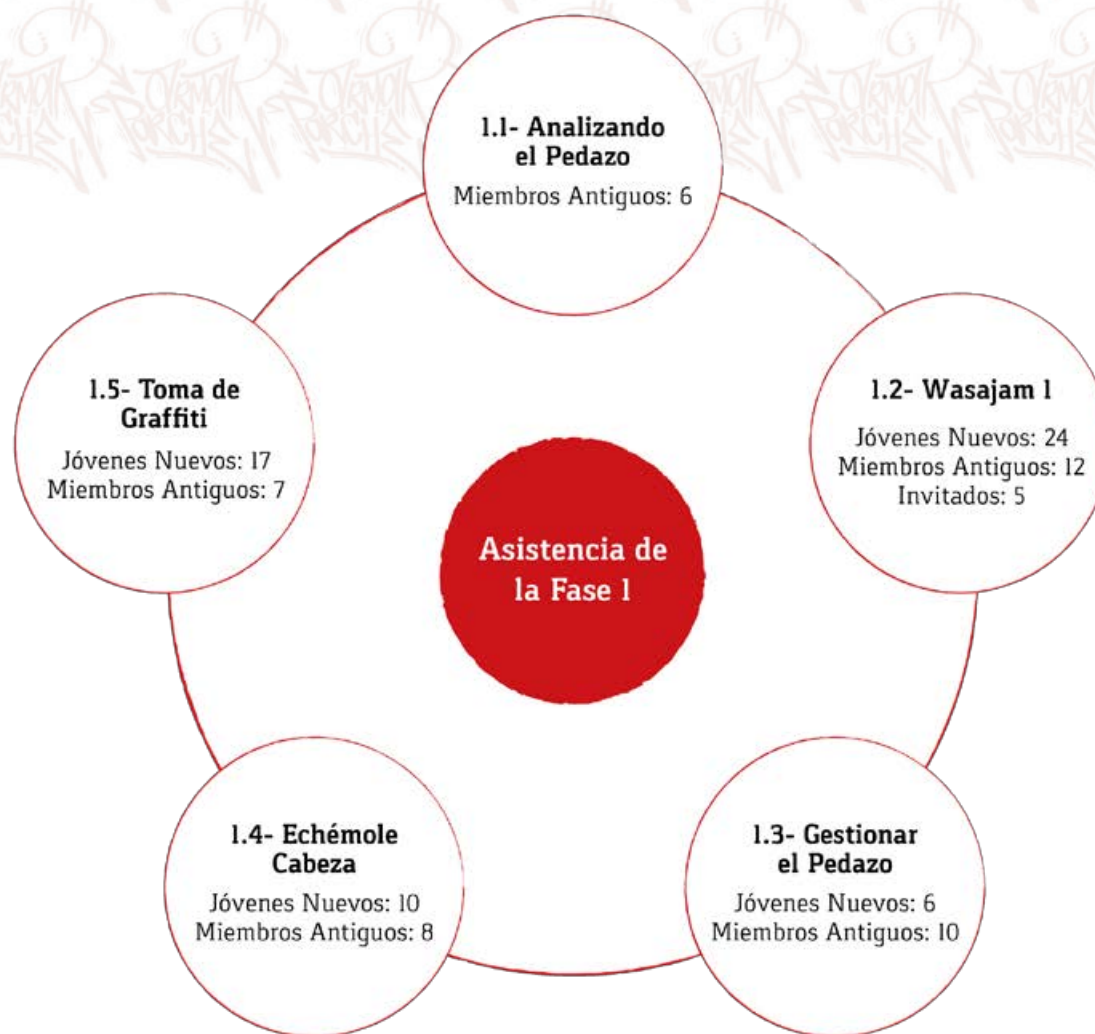 1.1- Analizando
el Pedazo
Miembros Antiguos: 6
1.2- Wasajam 1
Jóvenes Nuevos: 24
Miembros Antiguos: 12
Invitados: 5
1.3- Gestionar
el Pedazo
Jóvenes Nuevos: 6
Miembros Antiguos: 10
1.4- Echémole
Cabeza
Jóvenes Nuevos: 10
Miembros Antiguos: 8
1.5- Toma de
Graffiti
Jóvenes Nuevos: 17
Miembros Antiguos: 7
Asistencia de
la Fase 1